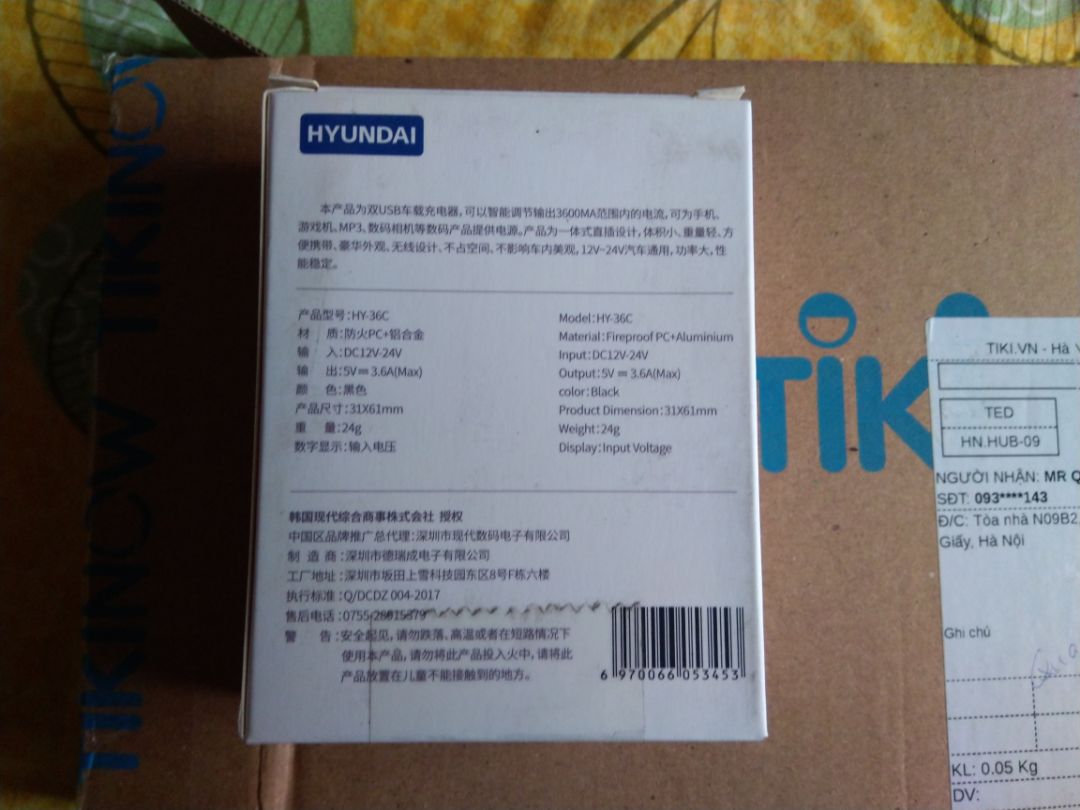 HYUNDAI
本产品为双USB车载充电器,可以智能调节输出3600MA范围内的电流,可为手机、
游戏机、MP3、数码相机等数码产品提供电源。产品为一体式直插设计,体积小、重量轻、方
便携带、豪华外观、无线设计、不占空间、不影响车内美观,12V~24V汽车通用,功率大,性
能稳定。
产品型号:HY-36C
材 质:防火PC+铝合金
输 入:DC12V-24V
输 出:5V⎓3.6A(Max)
颜 色:黑色
产品尺寸:31X61mm
重 量:24g
数字显示:输入电压
Model:HY-36C
Material:Fireproof PC+Aluminium
Input:DC12V-24V
Output:5V⎓3.6A(Max)
color:Black
Product Dimension:31X61mm
Weight:24g
Display:Input Voltage
韩国现代综合商事株式会社 授权
中国区品牌推广总代理:深圳市现代数码电子有限公司
制 造 商:深圳市德瑞成电子有限公司
工厂地址:深圳市坂田上雪科技园东区8号F栋六楼
执行标准:Q/DCDZ 004-2017
售后电话:0755-28915379
警 告:安全起见,请勿跌落、高温或者在短路情况下
使用本产品,请勿将此产品投入火中,请将此
产品放置在儿童不能接触到的地方。
6 970066 053453
TIKINOW TIKINOW
TIKI
TIKI.VN - Hà
TED
HN.HUB-09
NGƯỜI NHẬN: MR
SĐT: 093****143
Đ/C: Tòa nhà N09B2
Giấy, Hà Nội
Ghi chú
KL: 0.05 Kg
DV: